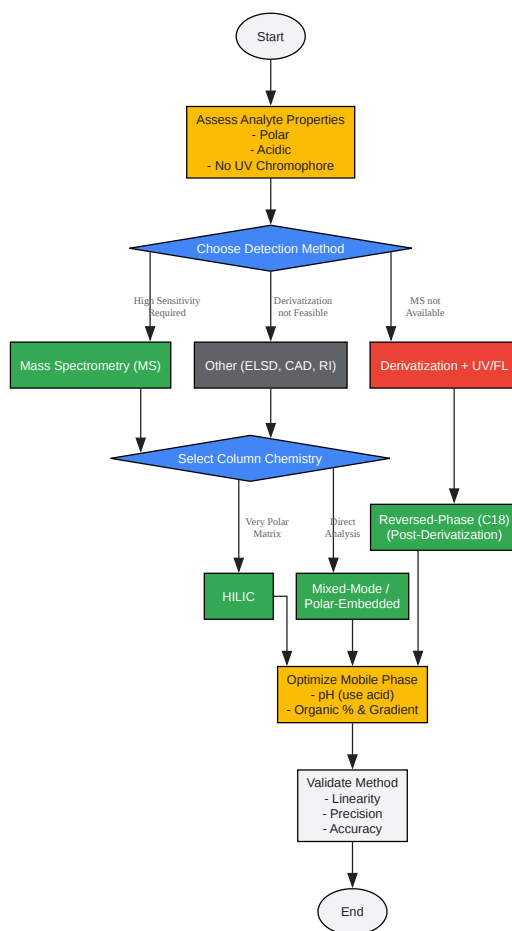 Start
Assess Analyte Properties
- Polar
- Acidic
- No UV Chromophore
Choose Detection Method
High Sensitivity
Required
Derivatization
not Feasible
MS not
Available
Mass Spectrometry (MS)
Other (ELSD, CAD, RI)
Derivatization + UV/FL
Select Column Chemistry
Very Polar
Matrix
Direct
Analysis
Reversed-Phase (C18)
(Post-Derivatization)
HILIC
Mixed-Mode /
Polar-Embedded
Optimize Mobile Phase
- pH (use acid)
- Organic % & Gradient
Validate Method
- Linearity
- Precision
- Accuracy
End